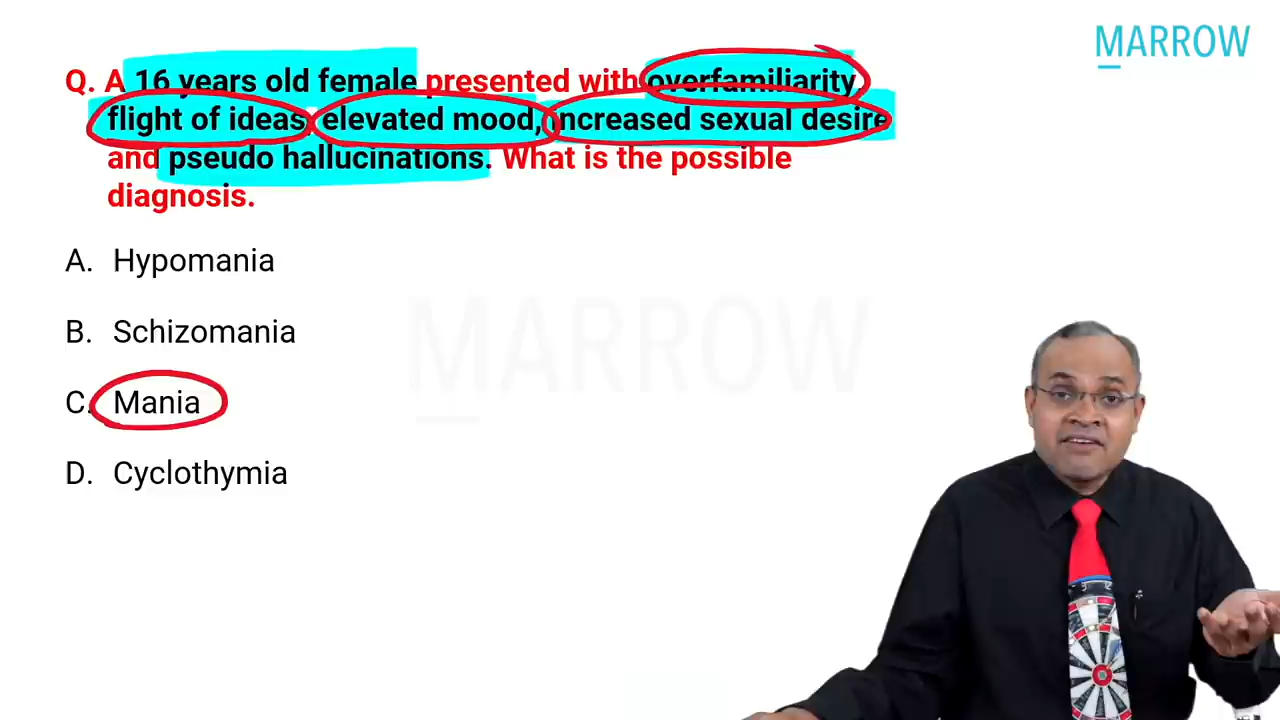 MARROW
Q. A 16 years old female presented with overfamiliarity,
flight of ideas, elevated mood, increased sexual desire
and pseudo hallucinations. What is the possible
diagnosis.
A. Hypomania
B. Schizomania
MARROW
C. Mania
D. Cyclothymia